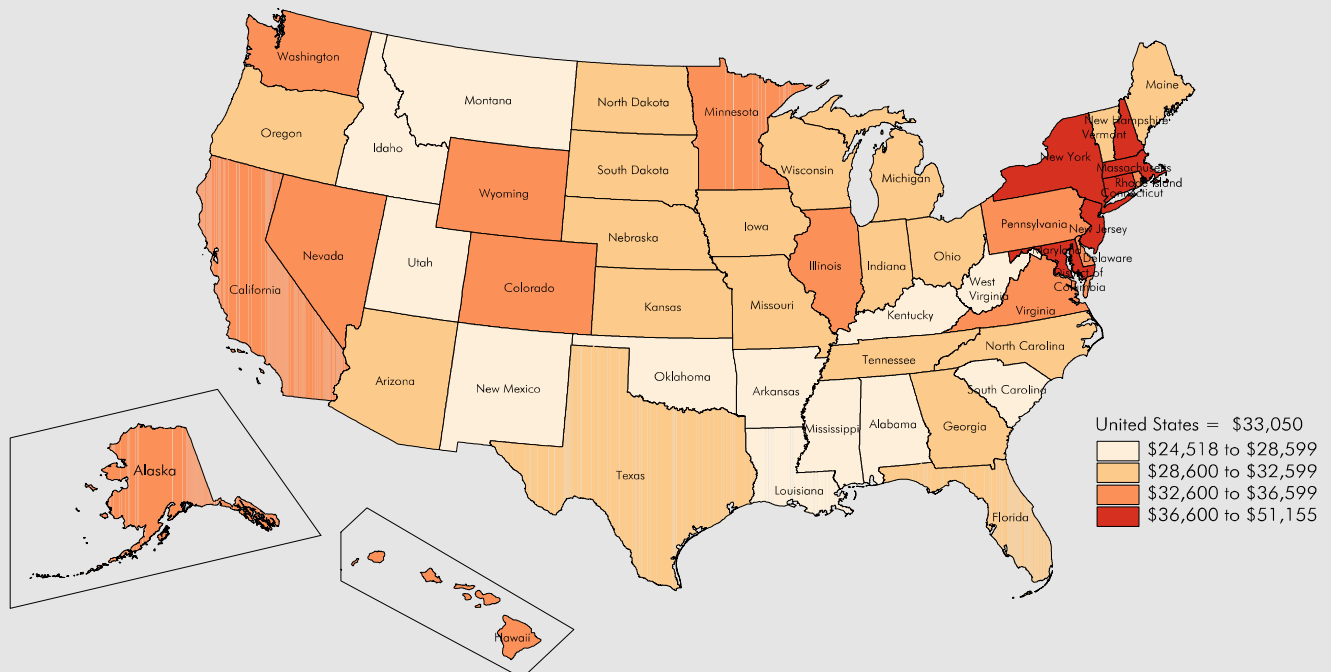 Washington
Montana
North Dakota
Minnesota
Maine
New Hampshire
Vermont
Oregon
Idaho
New York
Massachusetts
Wyoming
South Dakota
Wisconsin
Michigan
Rhode Island
Connecticut
Nebraska
Iowa
Pennsylvania
New Jersey
Nevada
Utah
Colorado
Illinois
Indiana
Ohio
Maryland
Delaware
District of
Columbia
California
Kansas
Missouri
West
Virginia
Kentucky
Virginia
Arizona
New Mexico
Oklahoma
Arkansas
Tennessee
North Carolina
South Carolina
Mississippi
Alabama
Georgia
United States = $33,050
$24,518 to $28,599
$28,600 to $32,599
$32,600 to $36,599
$36,600 to $51,155
Alaska
Texas
Louisiana
Florida
Hawaii